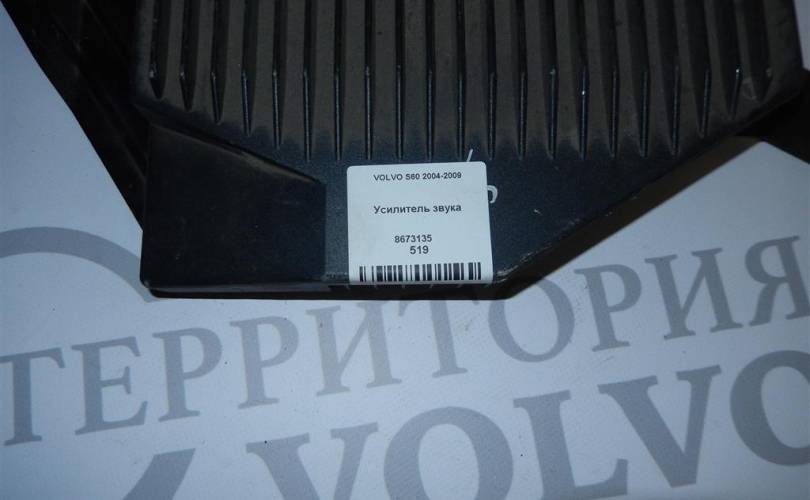 VOLVO S60 2004-2009
Усилитель звука
8673135
519
ТЕРРИТОРИЯ
VOLVO